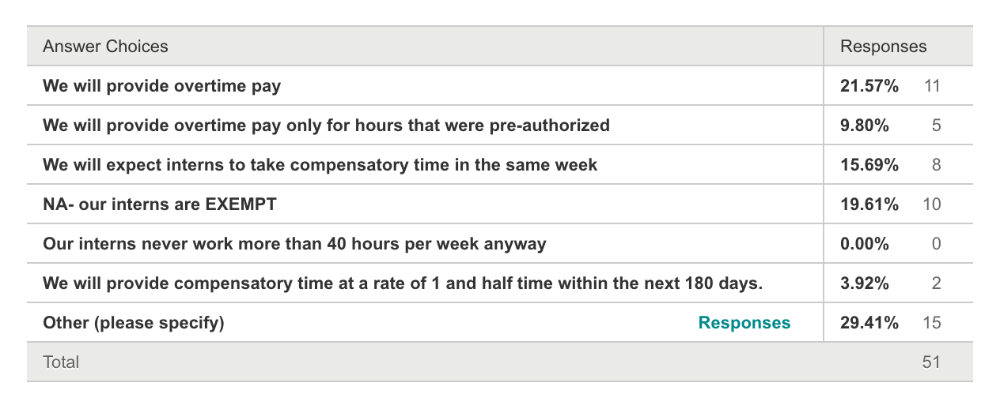 Answer Choices Responses
We will provide overtime pay 21.57% 11
We will provide overtime pay only for hours that were pre-authorized 9.80% 5
We will expect interns to take compensatory time in the same week 15.69% 8
NA- our interns are EXEMPT 19.61% 10
Our interns never work more than 40 hours per week anyway 0.00% 0
We will provide compensatory time at a rate of 1 and half time within the next 180 days. 3.92% 2
Other (please specify) Responses 29.41% 15
Total 51